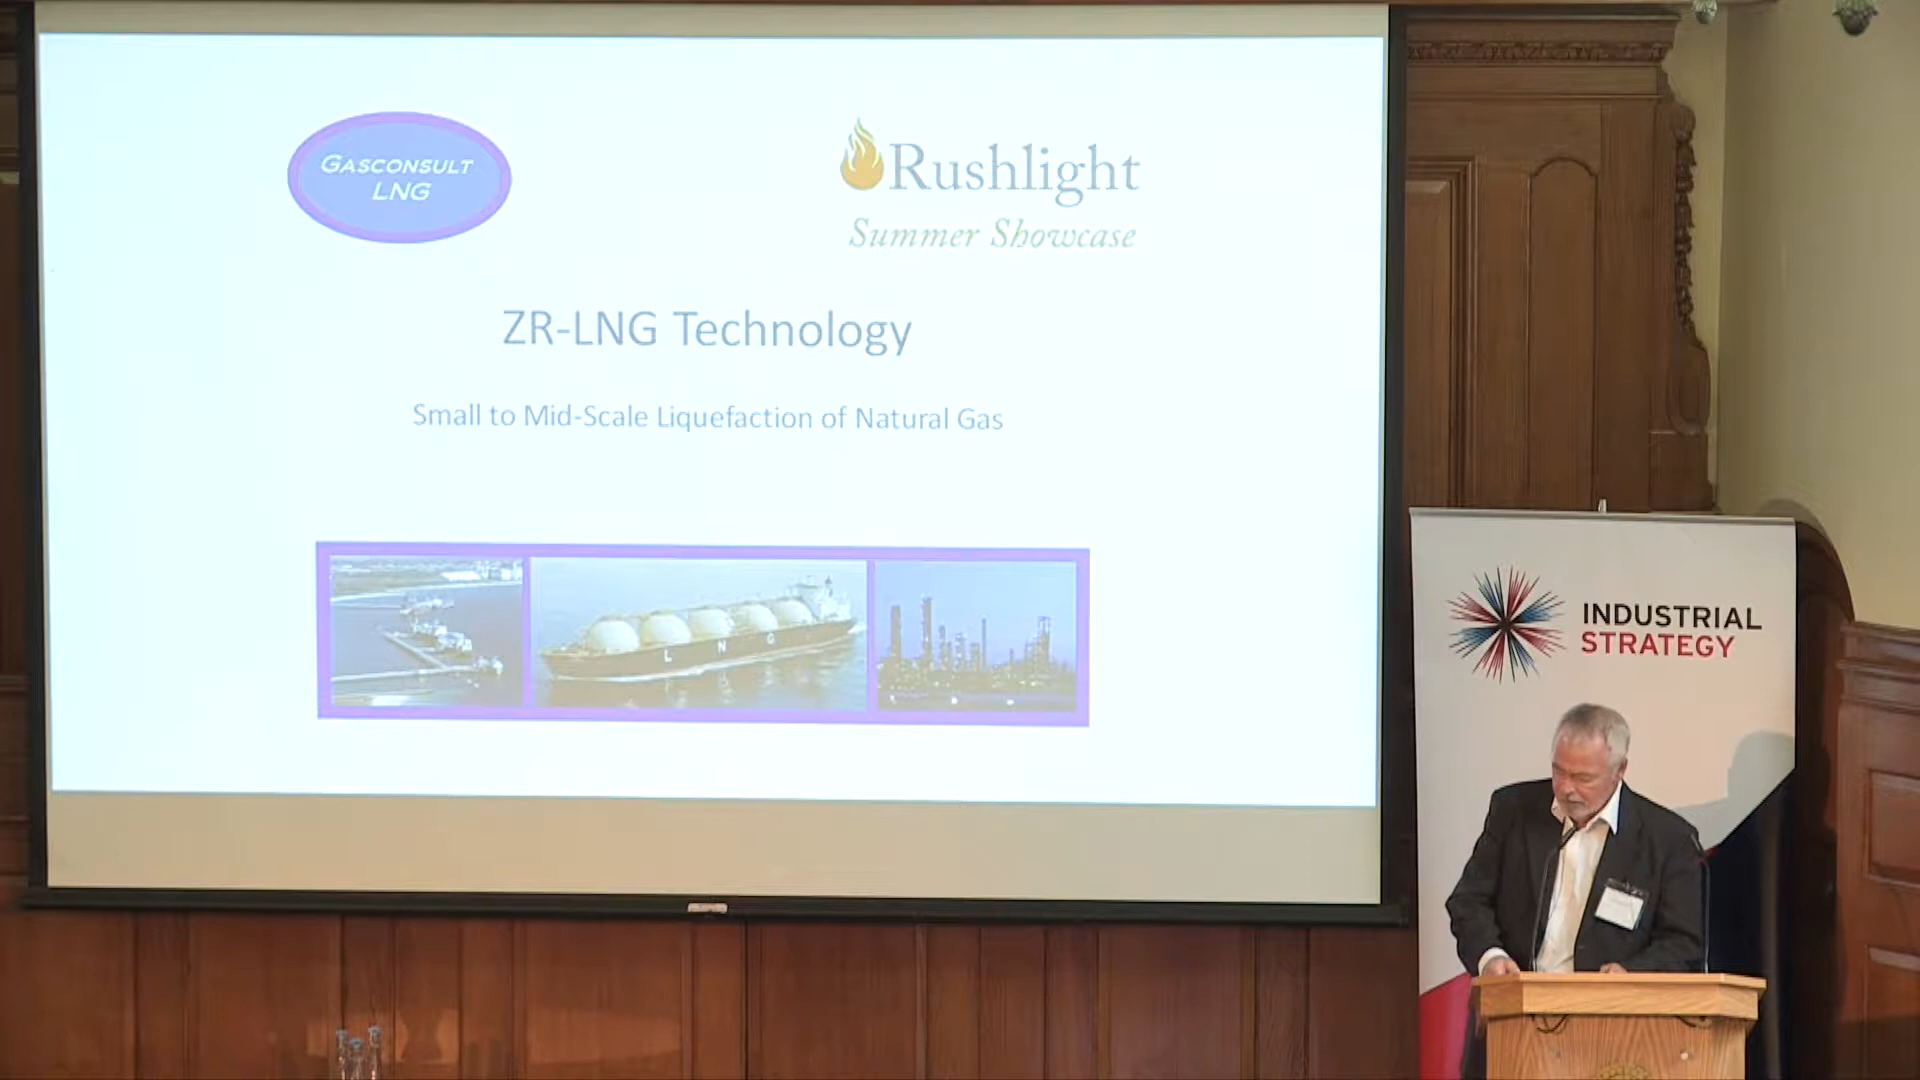 GASCONSULT
LNG
Rushlight
Summer Showcase
ZR-LNG Technology
Small to Mid-Scale Liquefaction of Natural Gas
L N G
INDUSTRIAL
STRATEGY